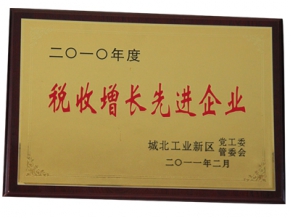 二〇一〇年度
税收增长先进企业
城北工业新区 党工委
管委会
二〇一一年二月